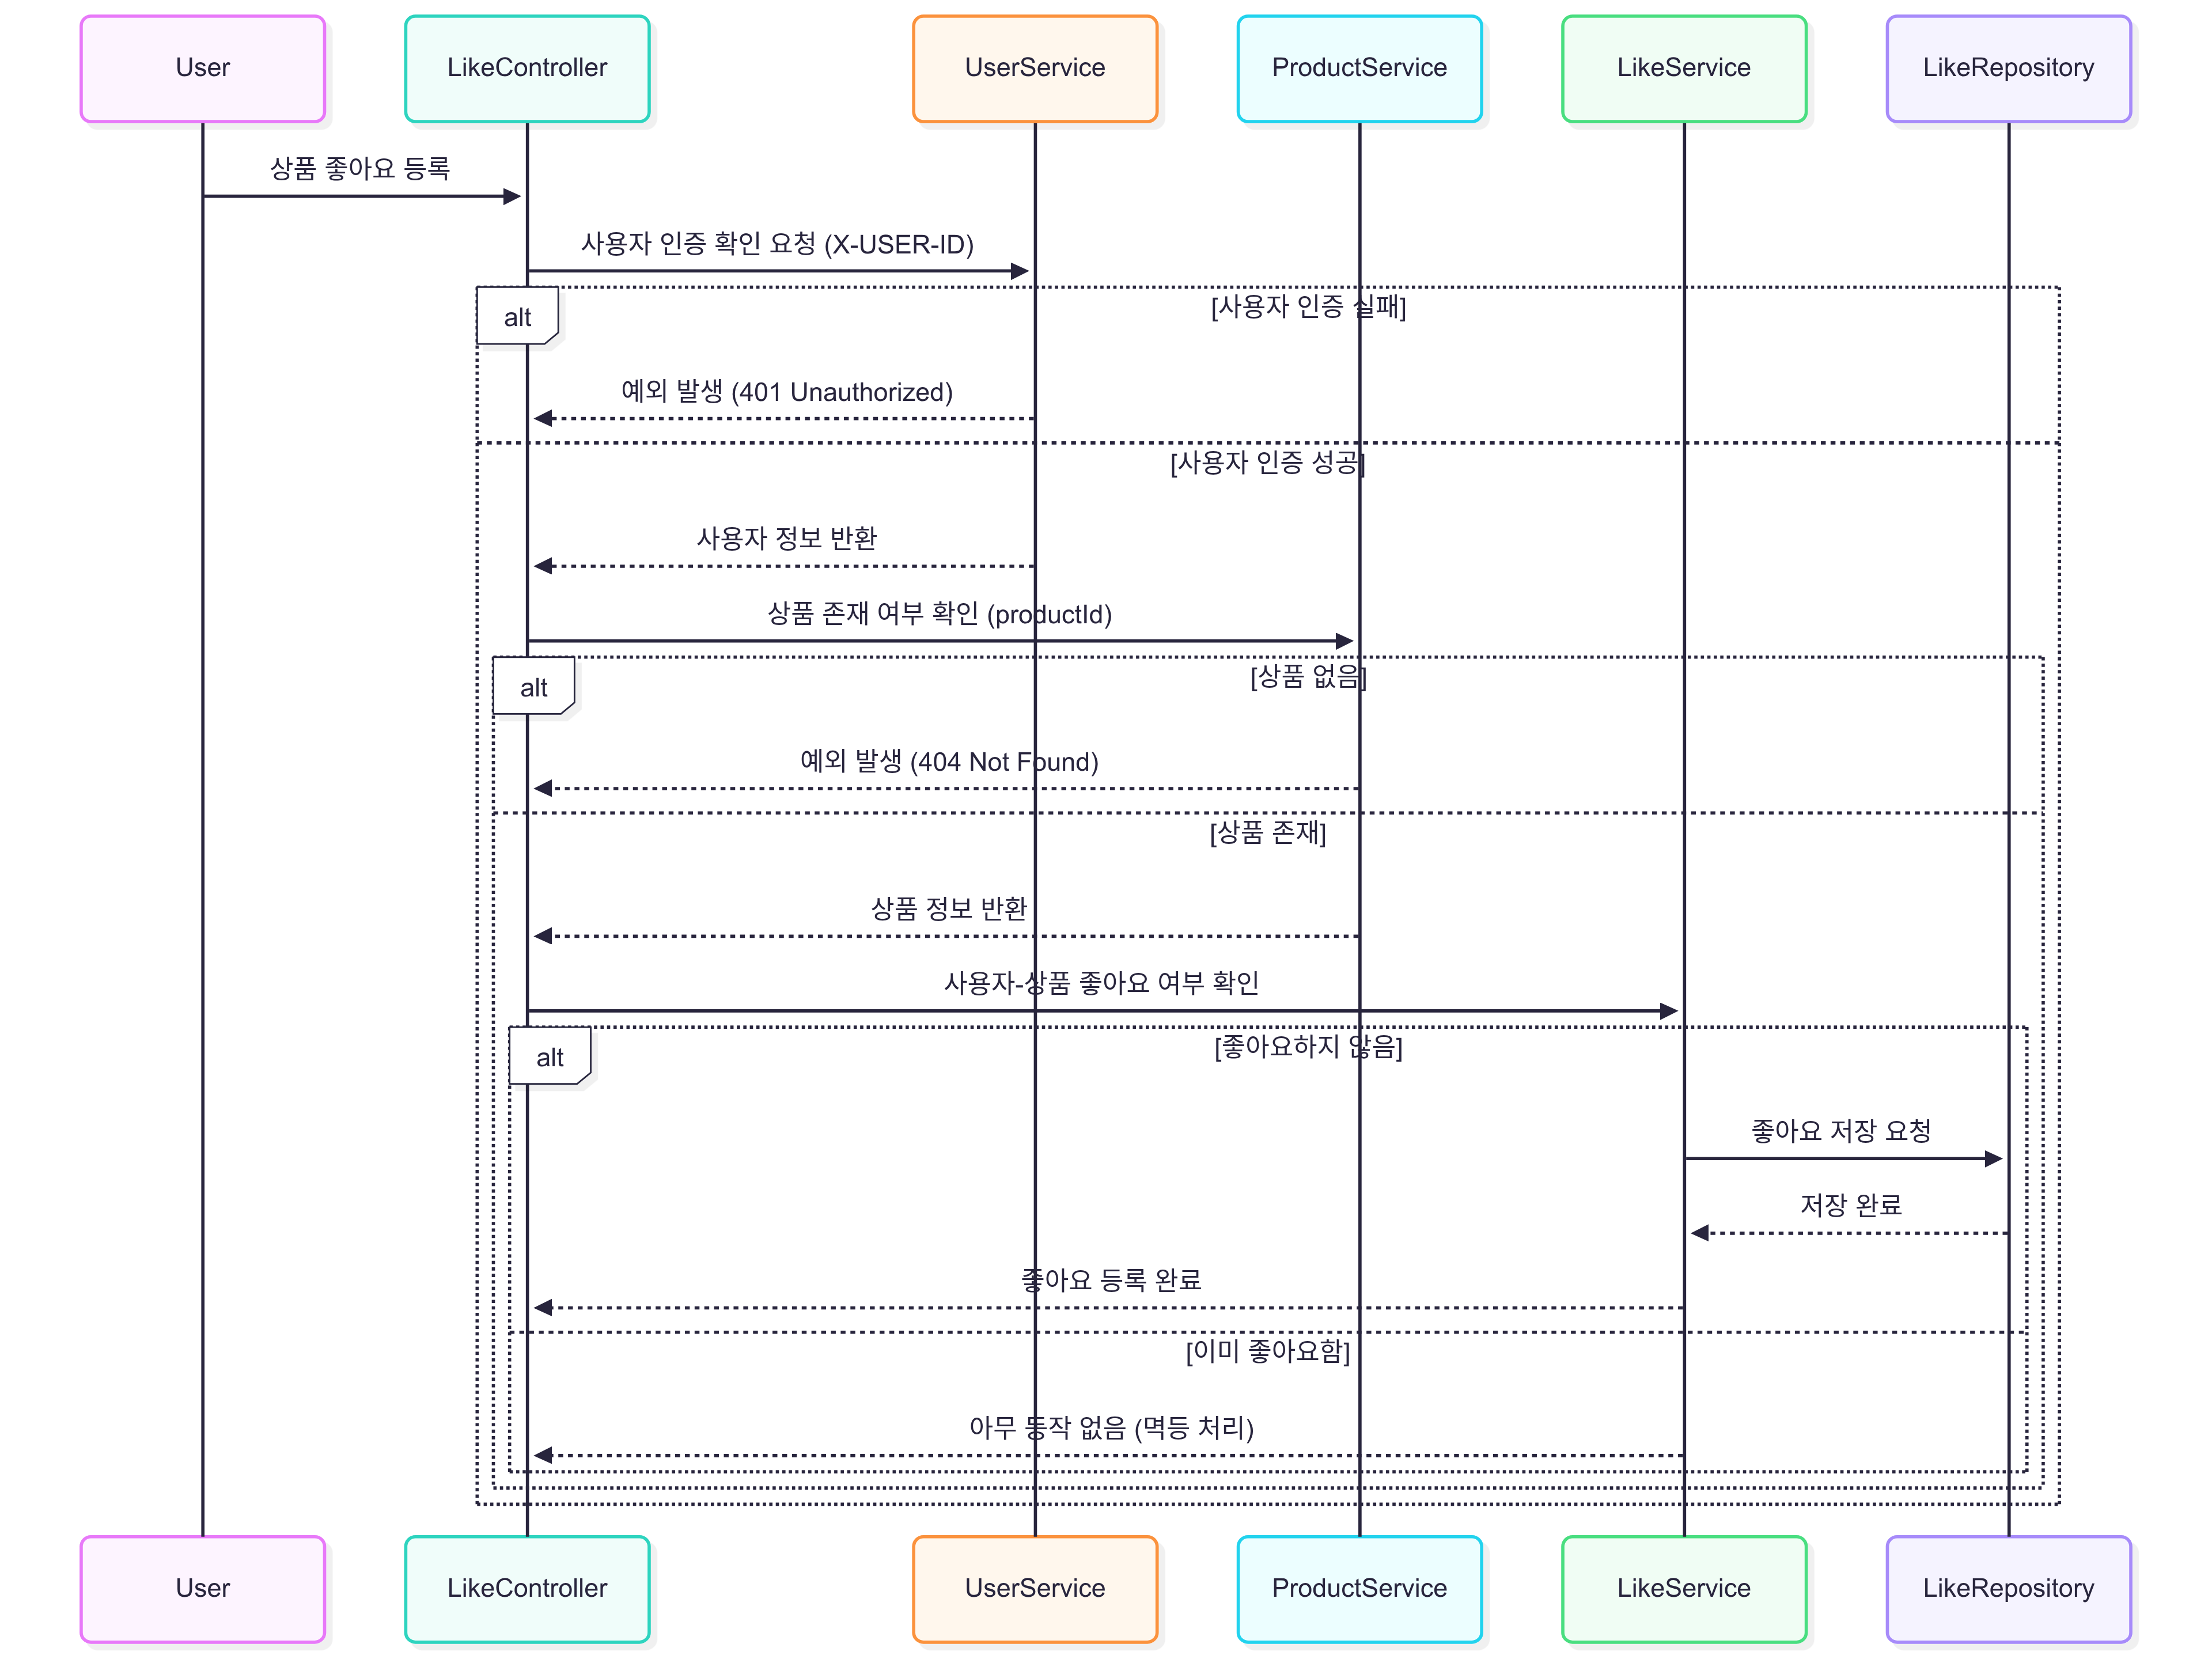 User
LikeController
UserService
ProductService
LikeService
LikeRepository
상품 좋아요 등록
사용자 인증 확인 요청 (X-USER-ID)
alt
[사용자 인증 실패]
예외 발생 (401 Unauthorized)
[사용자 인증 성공]
사용자 정보 반환
상품 존재 여부 확인 (productId)
alt
[상품 없음]
예외 발생 (404 Not Found)
[상품 존재]
상품 정보 반환
사용자-상품 좋아요 여부 확인
alt
[좋아요하지 않음]
좋아요 저장 요청
저장 완료
좋아요 등록 완료
[이미 좋아요함]
아무 동작 없음 (멱등 처리)
User
LikeController
UserService
ProductService
LikeService
LikeRepository